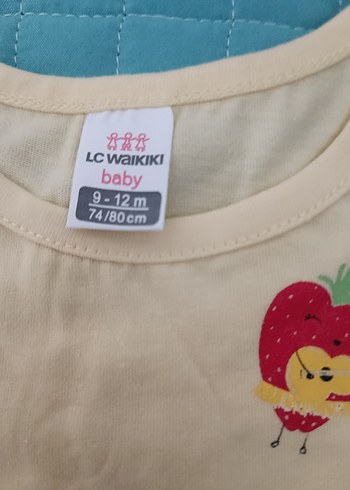 LC WAIKIKI
baby
9 - 12 m
74/80 cm